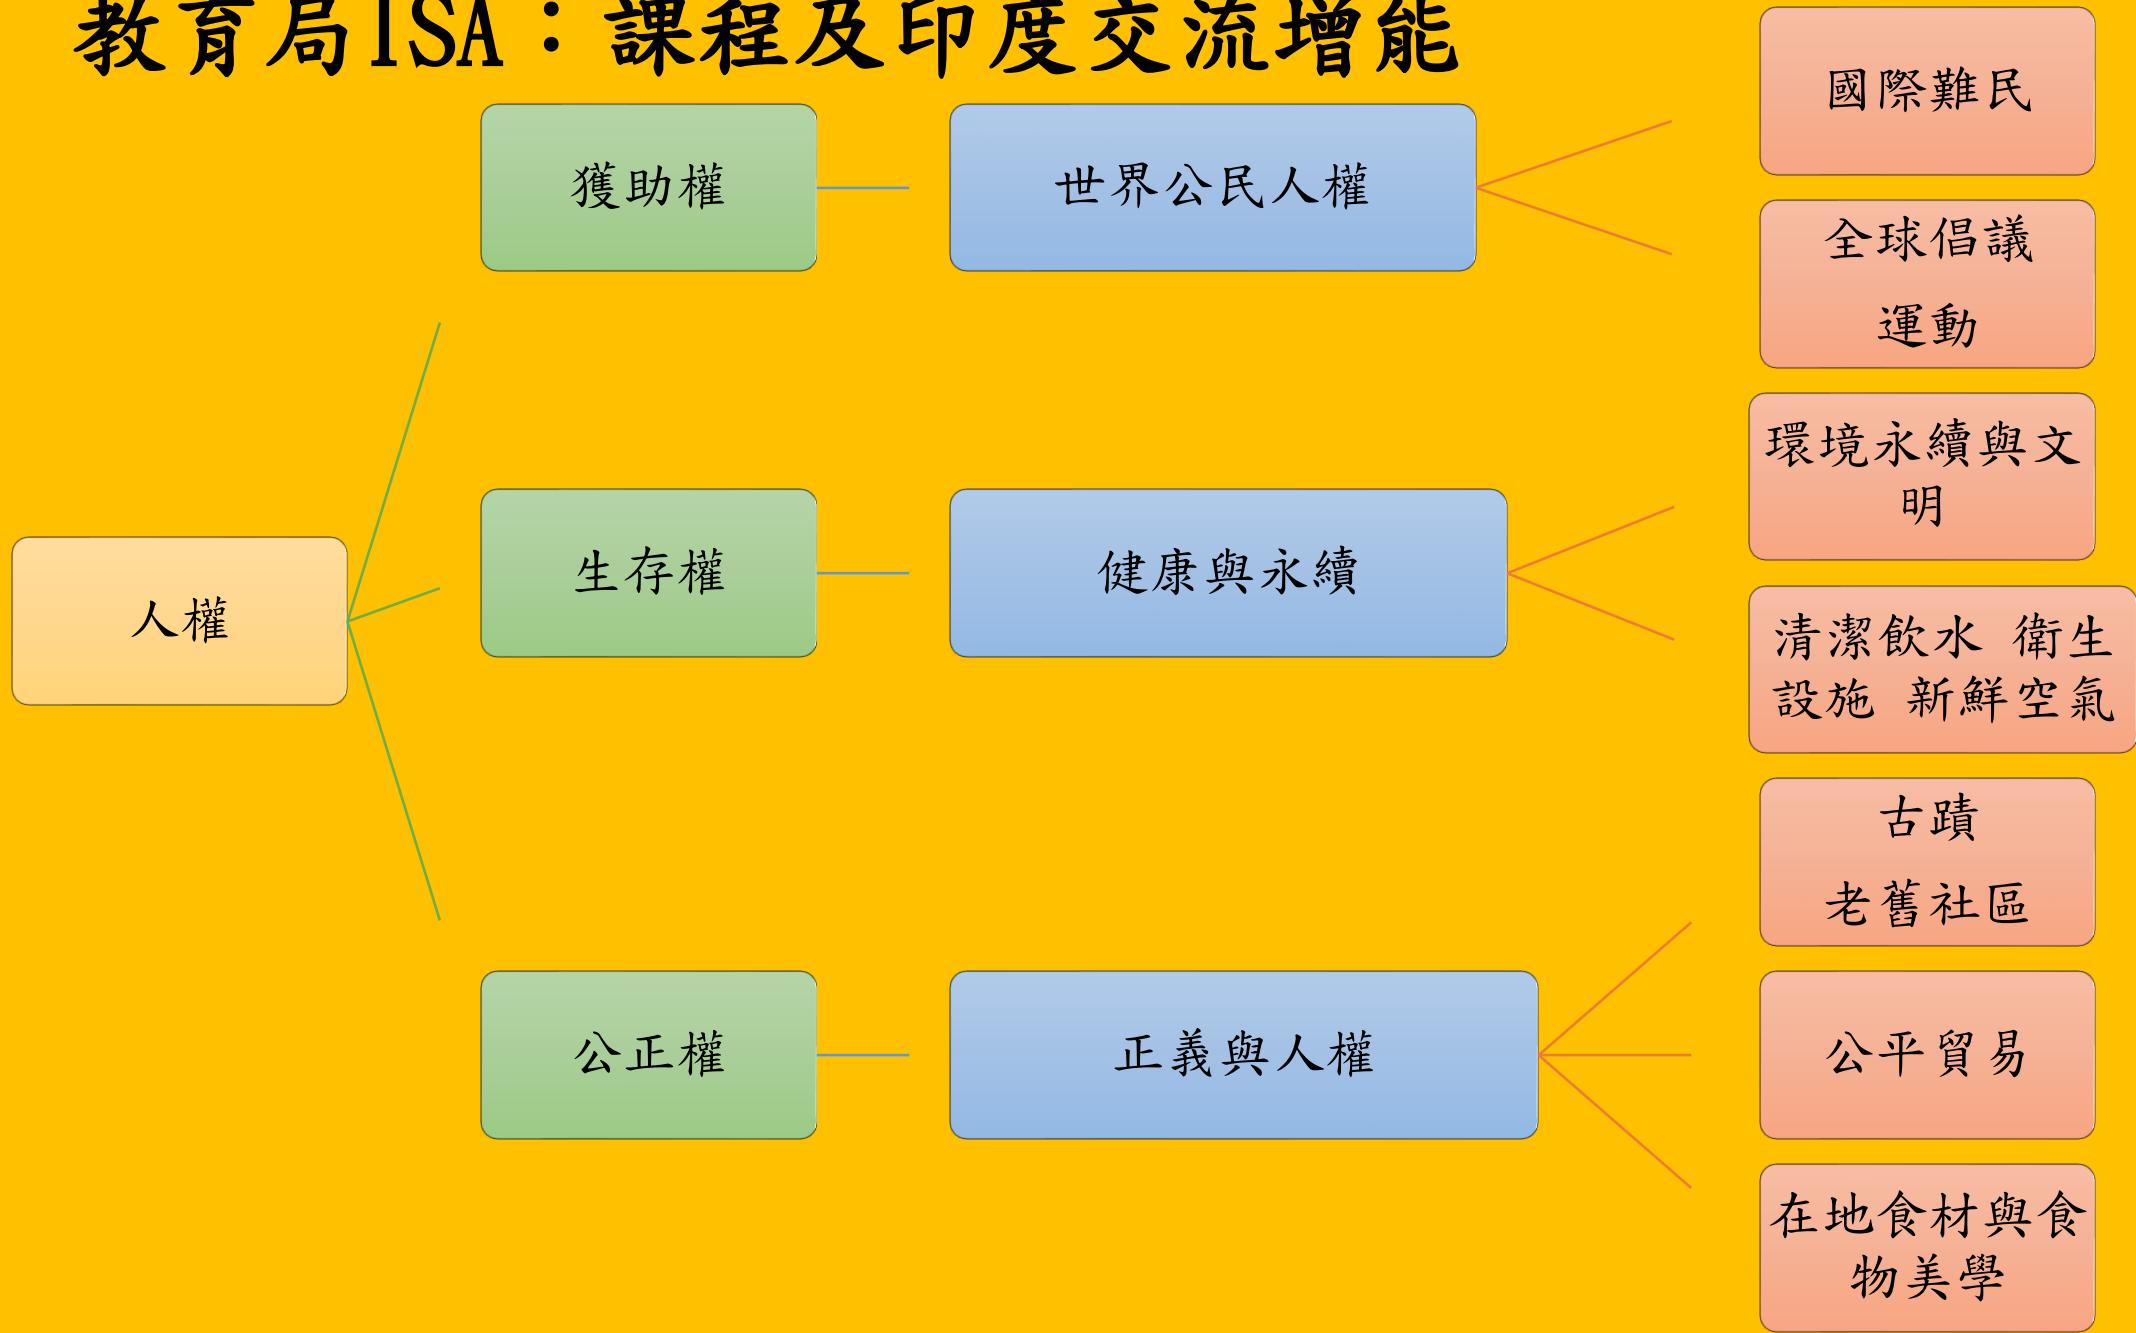 教育局ISA：課程及印度交流增能
人權
獲助權
世界公民人權
國際難民
全球倡議
運動
生存權
健康與永續
環境永續與文
明
清潔飲水 衛生
設施 新鮮空氣
公正權
正義與人權
古蹟
老舊社區
公平貿易
在地食材與食
物美學